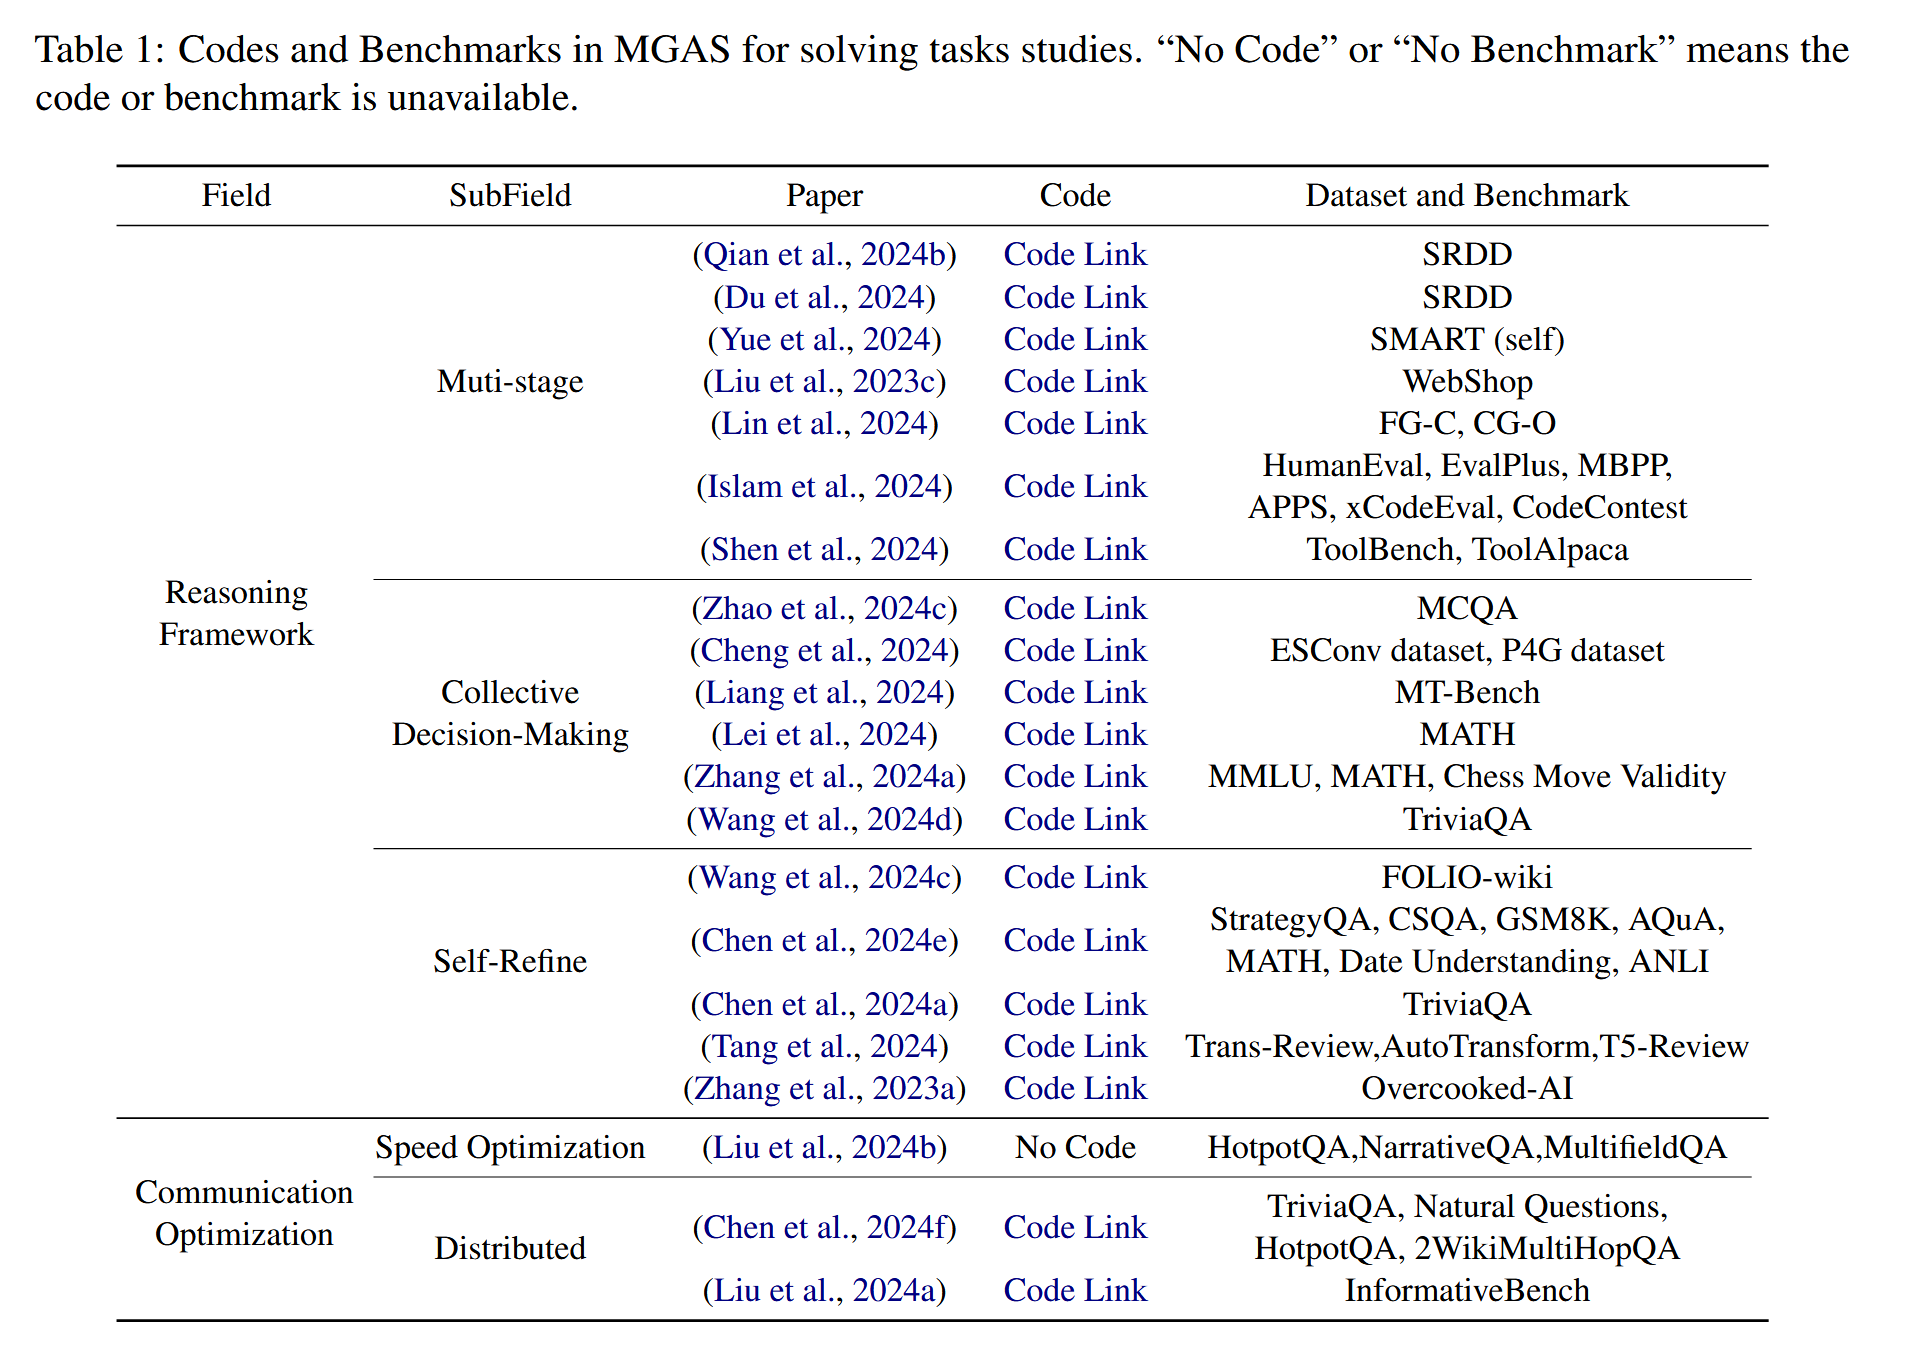 Table 1: Codes and Benchmarks in MGAS for solving tasks studies. “No Code” or “No Benchmark” means the
code or benchmark is unavailable.
Field SubField Paper Code Dataset and Benchmark
Reasoning
Framework
Muti-stage
(Qian et al., 2024b) Code Link SRDD
(Du et al., 2024) Code Link SRDD
(Yue et al., 2024) Code Link SMART (self)
(Liu et al., 2023c) Code Link WebShop
(Lin et al., 2024) Code Link FG-C, CG-O
(Islam et al., 2024) Code Link HumanEval, EvalPlus, MBPP,
APPS, xCodeEval, CodeContest
(Shen et al., 2024) Code Link ToolBench, ToolAlpaca
Collective
Decision-Making
(Zhao et al., 2024c) Code Link MCQA
(Cheng et al., 2024) Code Link ESConv dataset, P4G dataset
(Liang et al., 2024) Code Link MT-Bench
(Lei et al., 2024) Code Link MATH
(Zhang et al., 2024a) Code Link MMLU, MATH, Chess Move Validity
(Wang et al., 2024d) Code Link TriviaQA
Self-Refine
(Wang et al., 2024c) Code Link FOLIO-wiki
(Chen et al., 2024e) Code Link StrategyQA, CSQA, GSM8K, AQuA,
MATH, Date Understanding, ANLI
(Chen et al., 2024a) Code Link TriviaQA
(Tang et al., 2024) Code Link Trans-Review,AutoTransform,T5-Review
(Zhang et al., 2023a) Code Link Overcooked-AI
Communication
Optimization
Speed Optimization (Liu et al., 2024b) No Code HotpotQA,NarrativeQA,MultifieldQA
Distributed
(Chen et al., 2024f) Code Link TriviaQA, Natural Questions,
HotpotQA, 2WikiMultiHopQA
(Liu et al., 2024a) Code Link InformativeBench